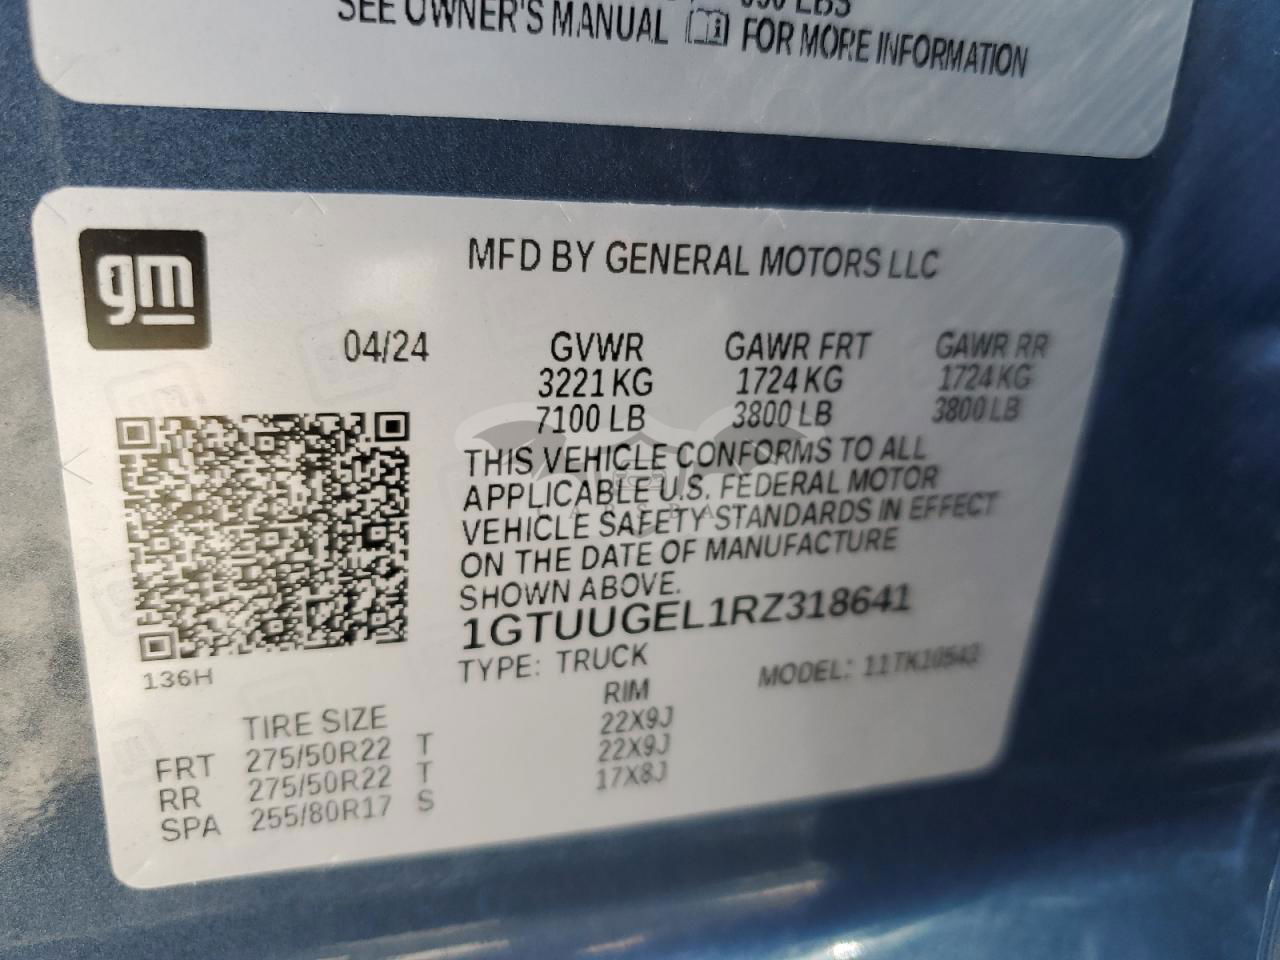 SEE OWNER'S MANUAL FOR MORE INFORMATION
gm
MFD BY GENERAL MOTORS LLC
04/24 GVWR GAWR FRT GAWR RR
3221 KG 1724 KG 1724 KG
7100 LB 3800 LB 3800 LB
THIS VEHICLE CONFORMS TO ALL
APPLICABLE U.S. FEDERAL MOTOR
VEHICLE SAFETY STANDARDS IN EFFECT
ON THE DATE OF MANUFACTURE
SHOWN ABOVE.
1GTUUGEL1RZ318641
136H
TYPE: TRUCK MODEL: 11TK10543
TIRE SIZE RIM
FRT 275/50R22 T 22X9J
RR 275/50R22 T 22X9J
SPA 255/80R17 S 17X8J